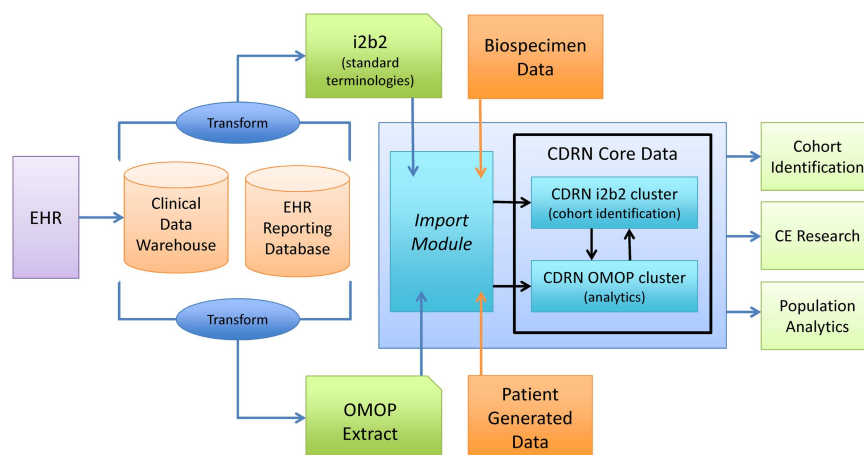 i2b2
(standard
terminologies)
Biospecimen
Data
Transform
EHR
Clinical
Data
Warehouse
EHR
Reporting
Database
Import
Module
CDRN Core Data
CDRN i2b2 cluster
(cohort identification)
CDRN OMOP cluster
(analytics)
Cohort
Identification
CE Research
Population
Analytics
Transform
OMOP
Extract
Patient
Generated
Data